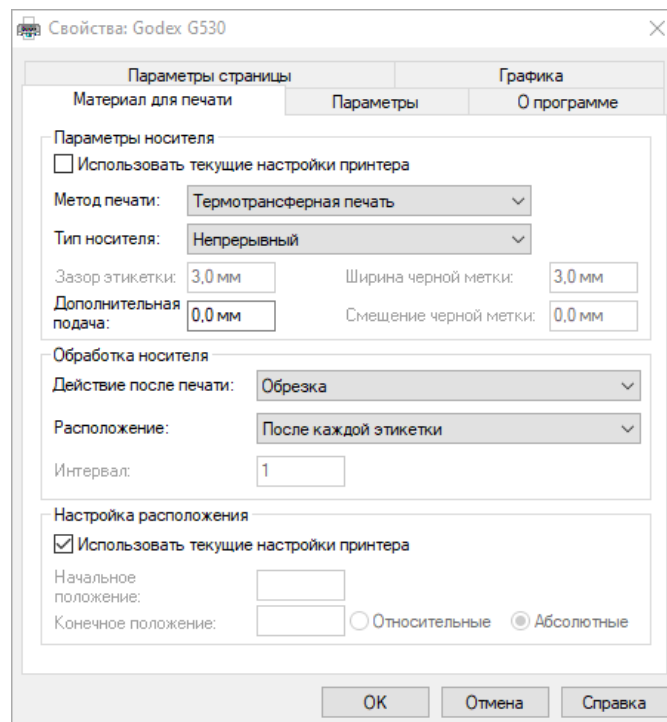 Свойства: Godex G530
Параметры страницы Графика
Материал для печати Параметры О программе
Параметры носителя
Использовать текущие настройки принтера
Метод печати: Термотрансферная печать
Тип носителя: Непрерывный
Зазор этикетки: 3,0 мм Ширина черной метки: 3,0 мм
Дополнительная
подача: 0,0 мм Смещение черной метки: 0,0 мм
Обработка носителя
Действие после печати: Обрезка
Расположение: После каждой этикетки
Интервал: 1
Настройка расположения
Использовать текущие настройки принтера
Начальное
положение:
Конечное положение: Относительные Абсолютные
OK Отмена Справка